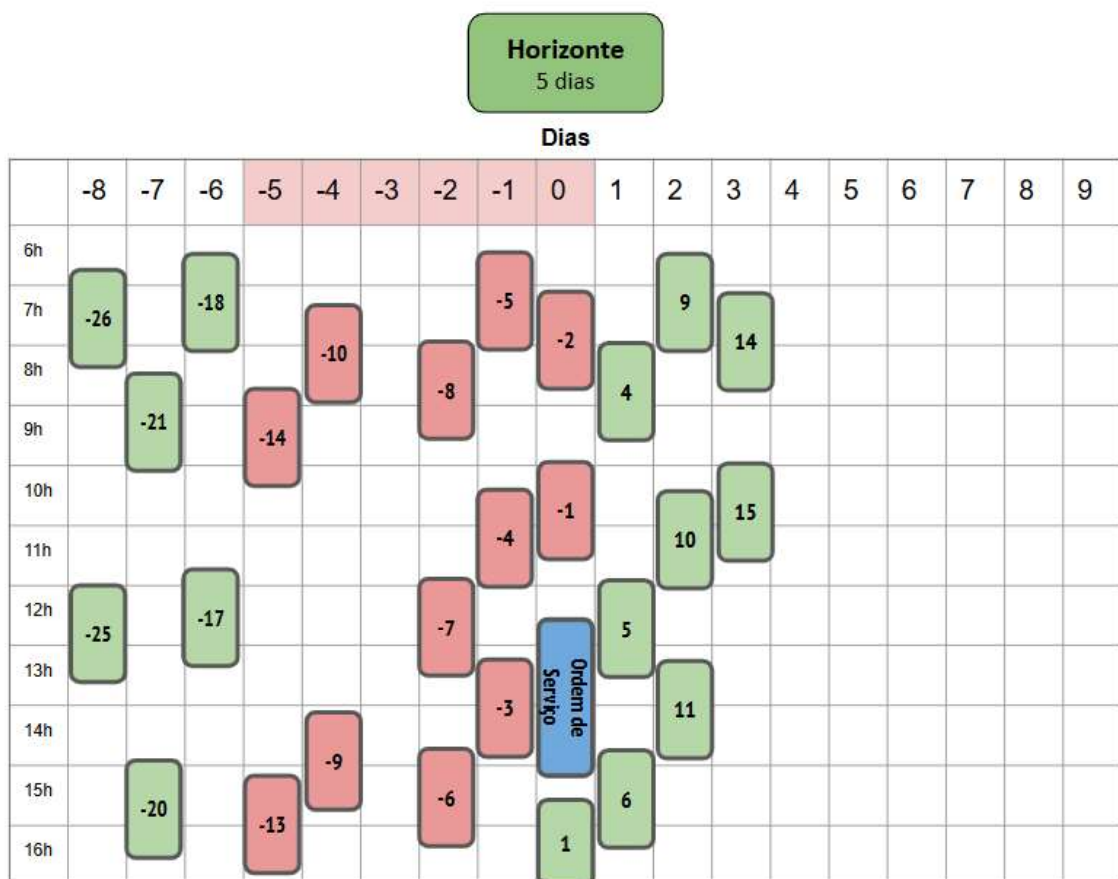 Horizonte
5 dias
Dias
-8 -7 -6 -5 -4 -3 -2 -1 0 1 2 3 4 5 6 7 8 9
6h
-18 -5 9
7h
-26 -10 -2 14
8h
-8 4
9h
-21 -14
10h
-1 15
-4 10
11h
12h
-25 -17 -7 5
13h
Ordem de
Serviço
-3 11
14h
-9
15h
-20 -13 -6 6
16h
1